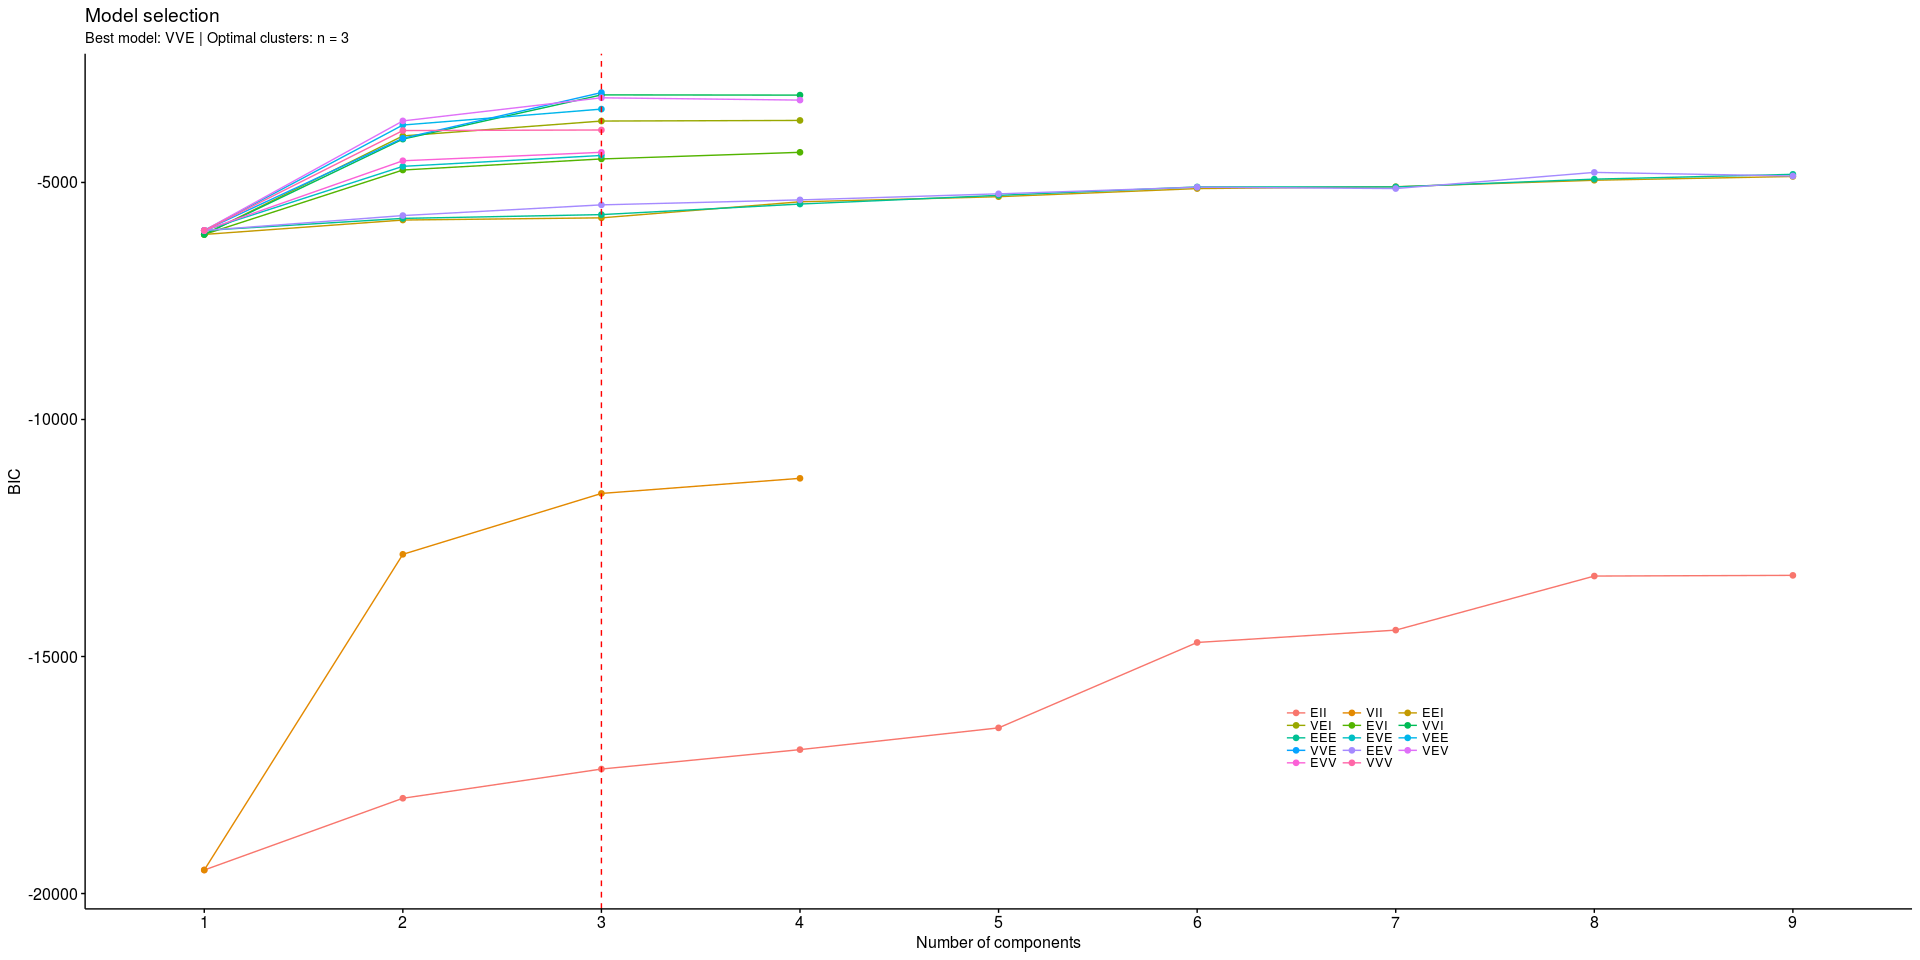 Model selection
Best model: VVE | Optimal clusters: n = 3
-5000
-10000
-15000
-20000
BIC
EII VII EEI
VEI EVI VVI
EEE EVE VEE
VVE EEV VEV
EVV VVV
1 2 3 4 5 6 7 8 9
Number of components